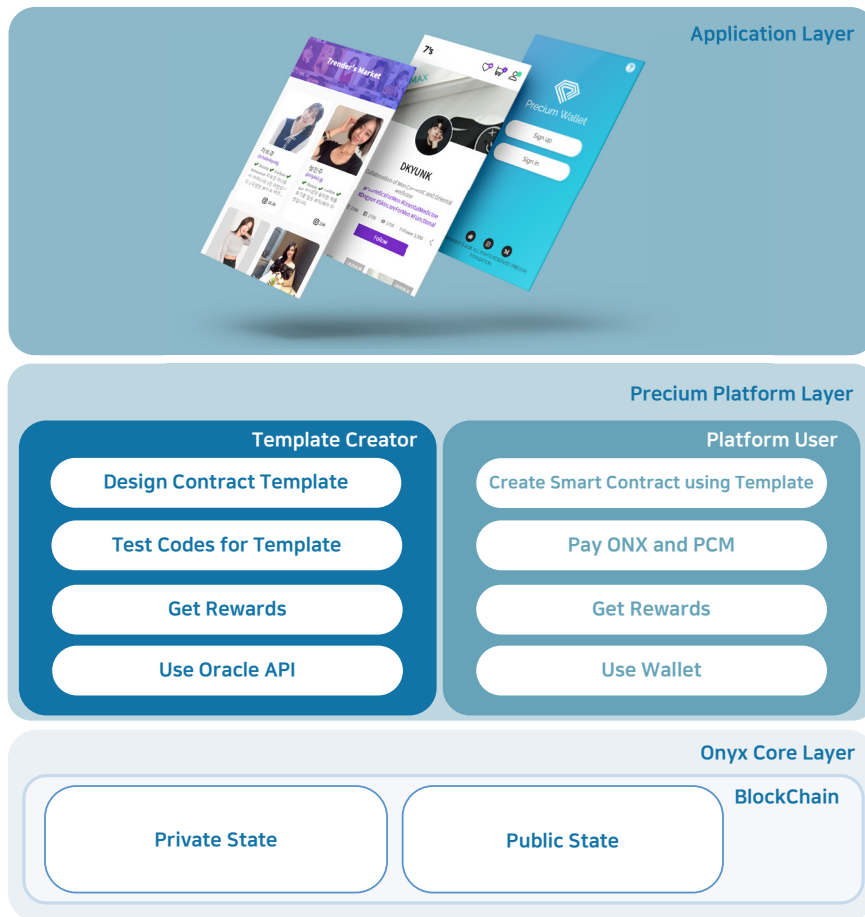 Application Layer
Trender's Market
7's
MAX
DKYUNK
Follow
Precium Wallet
Sign up
Sign in
Precium Platform Layer
Template Creator
Design Contract Template
Test Codes for Template
Get Rewards
Use Oracle API
Platform User
Create Smart Contract using Template
Pay ONX and PCM
Get Rewards
Use Wallet
Onyx Core Layer
BlockChain
Private State
Public State